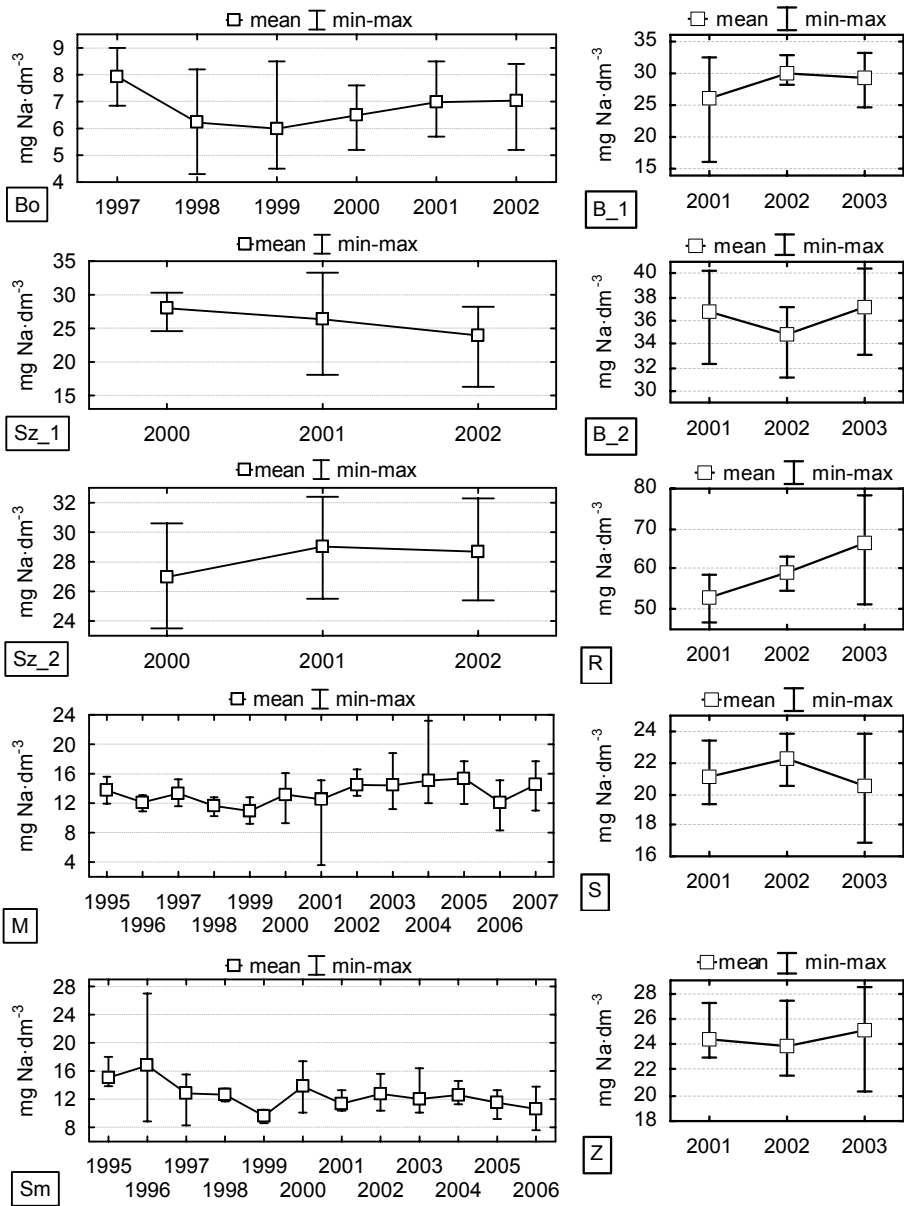 mean min-max
mg Na·dm⁻³
9
8
7
6
5
4
1997 1998 1999 2000 2001 2002
Bo
mean min-max
mg Na·dm⁻³
35
30
25
20
15
2000 2001 2002
Sz_1
mean min-max
mg Na·dm⁻³
32
30
28
26
24
2000 2001 2002
Sz_2
mean min-max
mg Na·dm⁻³
24
20
16
12
8
4
1995 1997 1999 2001 2003 2005 2007
1996 1998 2000 2002 2004 2006
M
mean min-max
mg Na·dm⁻³
28
24
20
16
12
8
1995 1997 1999 2001 2003 2005
1996 1998 2000 2002 2004 2006
Sm
mean min-max
mg Na·dm⁻³
35
30
25
20
15
2001 2002 2003
B_1
mean min-max
mg Na·dm⁻³
40
38
36
34
32
30
2001 2002 2003
B_2
mean min-max
mg Na·dm⁻³
80
70
60
50
2001 2002 2003
R
mean min-max
mg Na·dm⁻³
24
22
20
18
16
2001 2002 2003
S
mean min-max
mg Na·dm⁻³
28
26
24
22
20
18
2001 2002 2003
Z